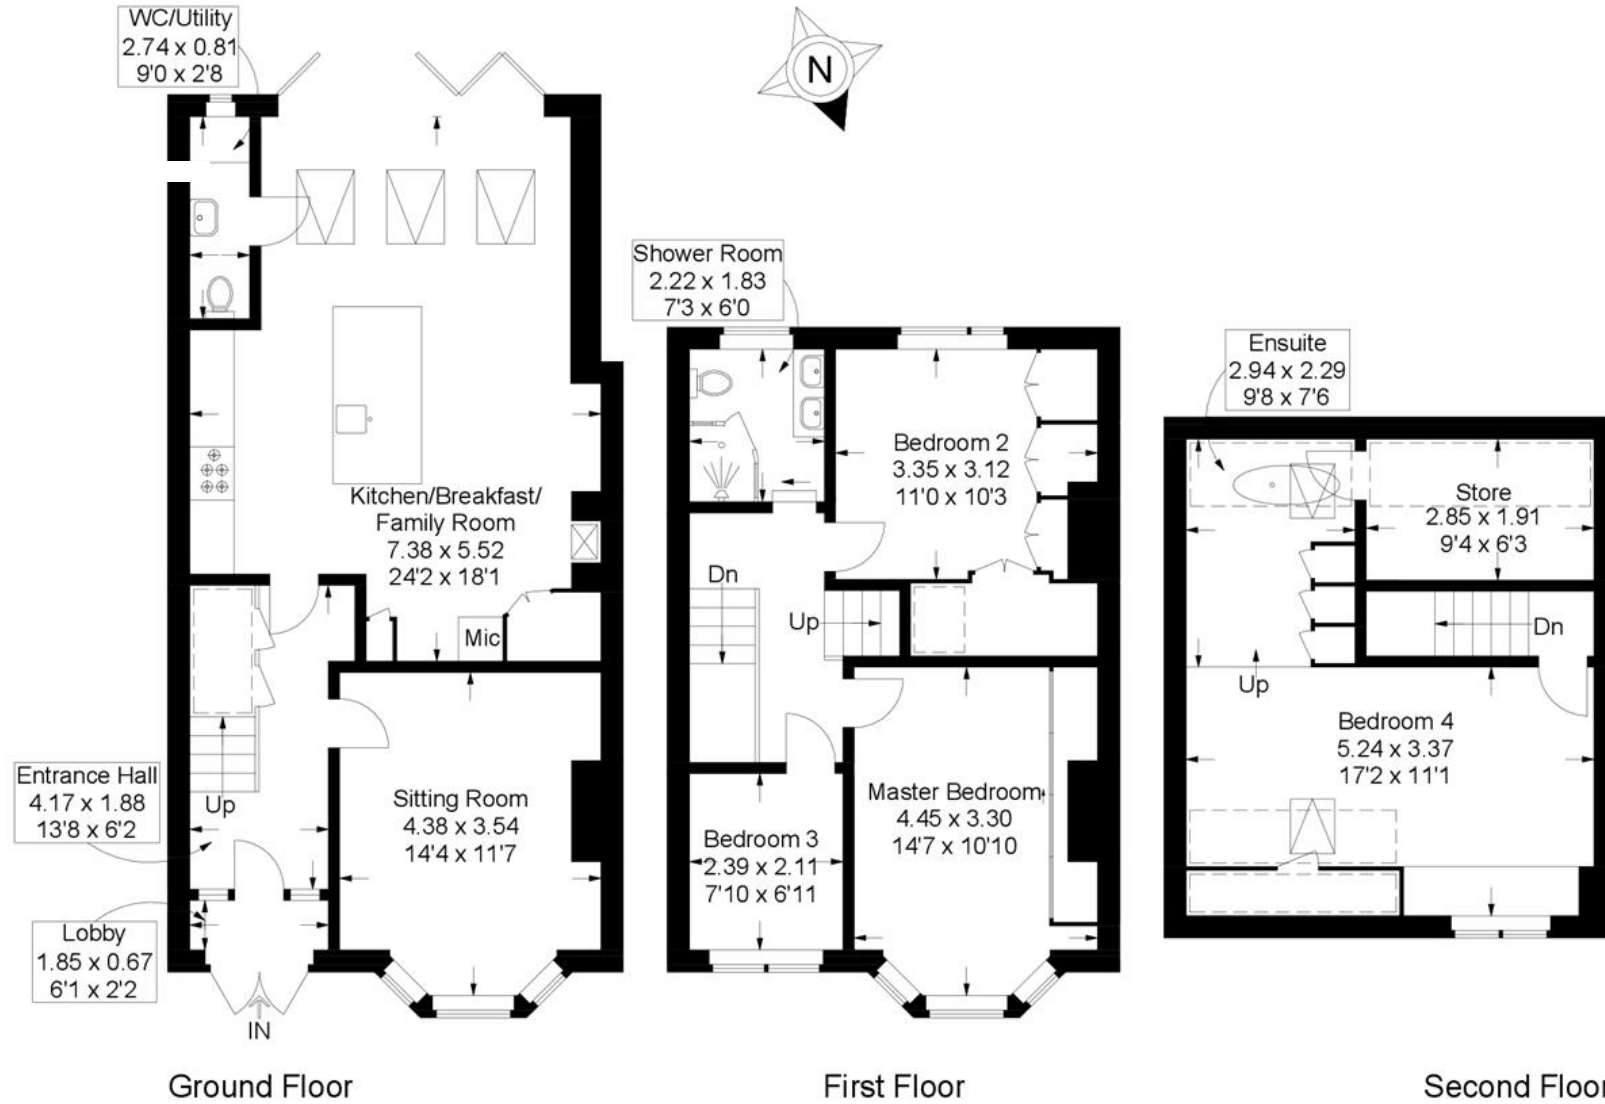 WC/Utility
2.74 x 0.81
9'0 x 2'8
N
Shower Room
2.22 x 1.83
7'3 x 6'0
Ensuite
2.94 x 2.29
9'8 x 7'6
Kitchen/Breakfast/
Family Room
7.38 x 5.52
24'2 x 18'1
Mic
Bedroom 2
3.35 x 3.12
11'0 x 10'3
Store
2.85 x 1.91
9'4 x 6'3
Dn
Up
Dn
Up
Bedroom 4
5.24 x 3.37
17'2 x 11'1
Entrance Hall
4.17 x 1.88
13'8 x 6'2
Up
Sitting Room
4.38 x 3.54
14'4 x 11'7
Bedroom 3
2.39 x 2.11
7'10 x 6'11
Master Bedroom
4.45 x 3.30
14'7 x 10'10
Lobby
1.85 x 0.67
6'1 x 2'2
IN
Ground Floor
First Floor
Second Floor